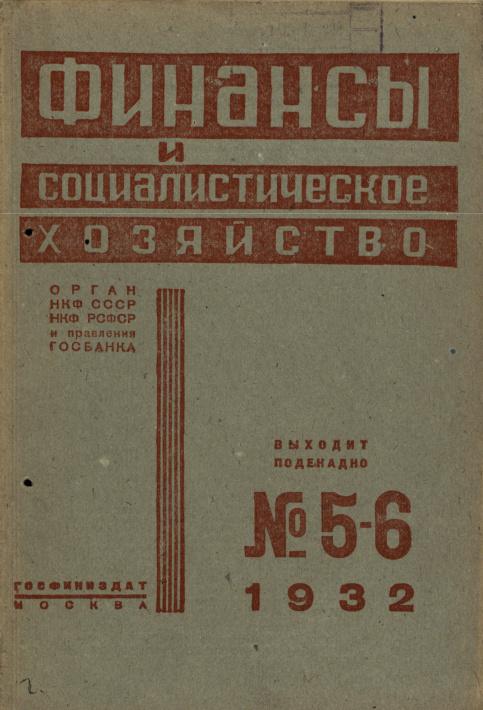 ФИНАНСЫ
И
СОЦИАЛИСТИЧЕСКОЕ
ХОЗЯЙСТВО
ОРГАН
НКФ СССР
НКФ РСФСР
и правления
ГОСБАНКА
ВЫХОДИТ
ПОДЕКАДНО
№ 5-6
1932
ГОСФИНИЗДАТ
МОСКВА